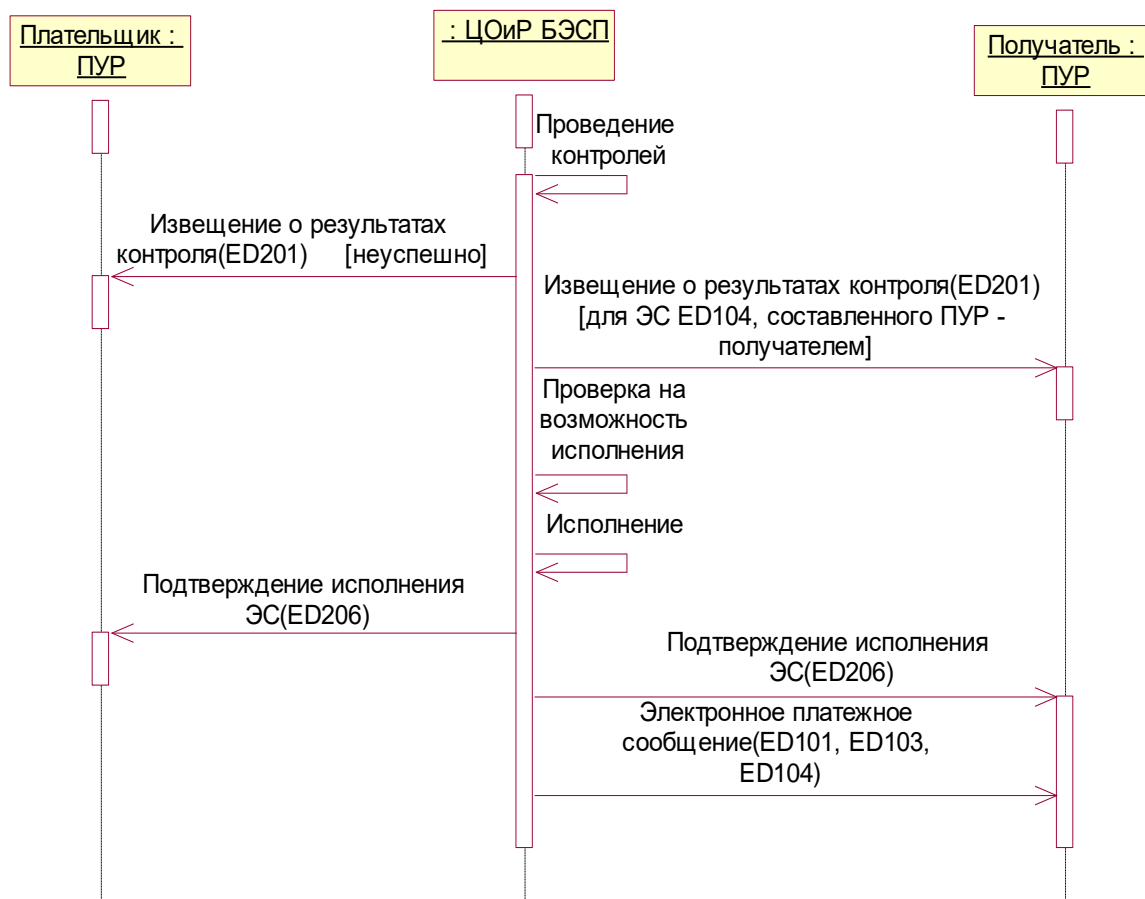 Плательщик :
ПУР
: ЦОиР БЭСП
Получатель :
ПУР
Проведение
контролей
Извещение о результатах
контроля(ED201) [неуспешно]
Извещение о результатах контроля(ED201)
[для ЭС ED104, составленного ПУР -
получателем]
Проверка на
возможность
исполнения
Исполнение
Подтверждение исполнения
ЭС(ED206)
Подтверждение исполнения
ЭС(ED206)
Электронное платежное
сообщение(ED101, ED103,
ED104)